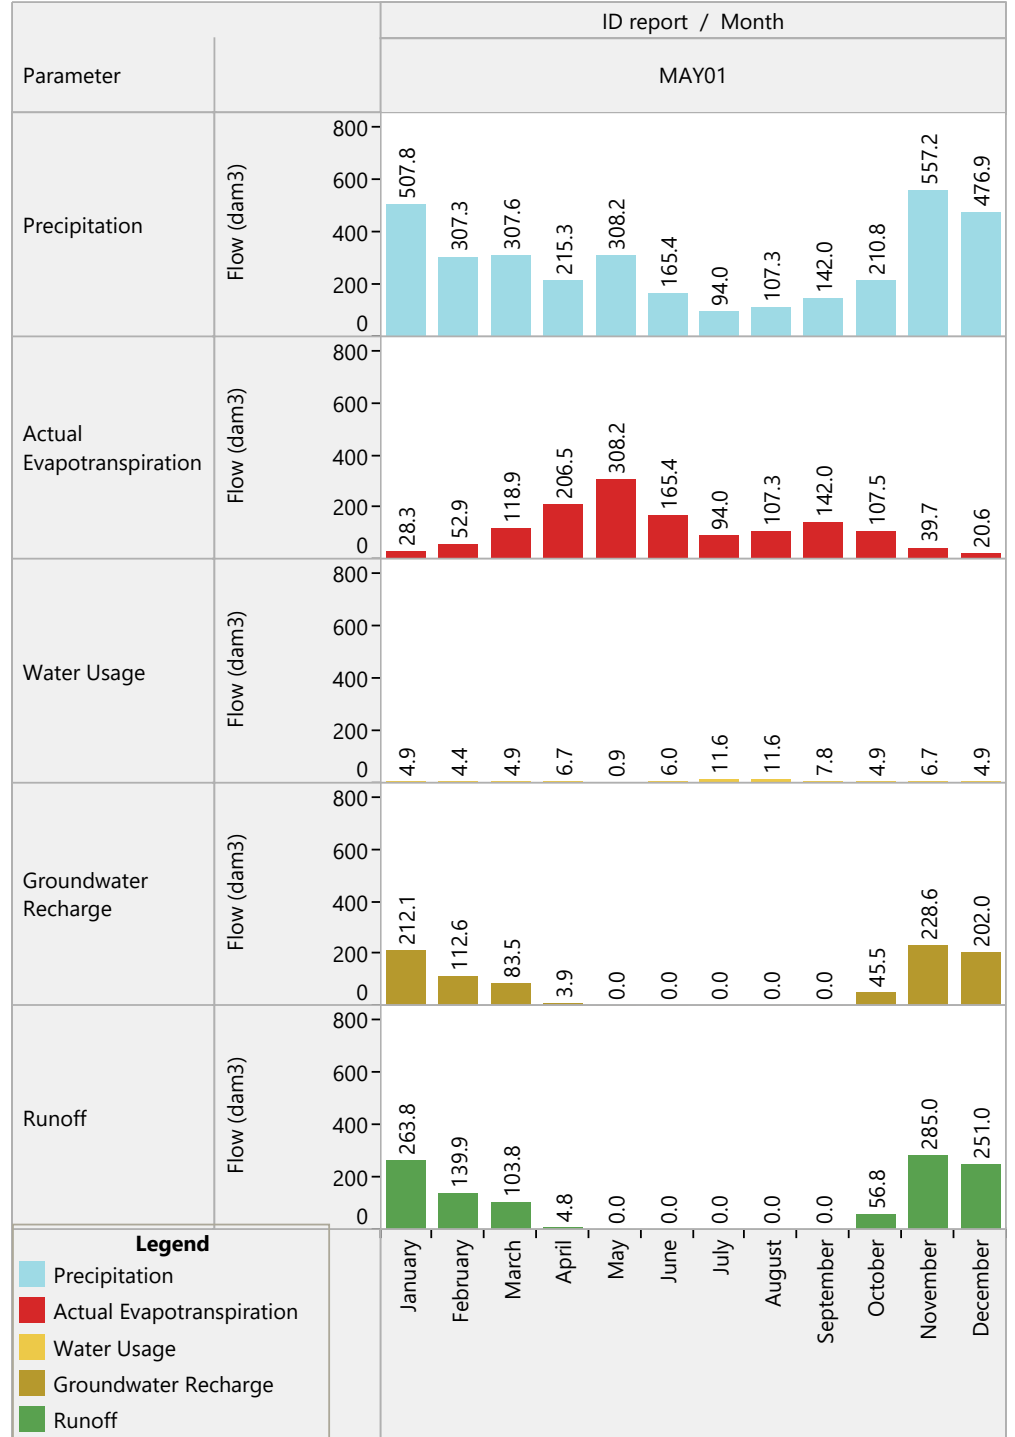 ID report / Month
Parameter
MAY01
Precipitation
Flow (dam3)
800
600
400
200
0
507.8
307.3
307.6
215.3
308.2
165.4
94.0
107.3
142.0
210.8
557.2
476.9
Actual
Evapotranspiration
Flow (dam3)
800
600
400
200
0
28.3
52.9
118.9
206.5
308.2
165.4
94.0
107.3
142.0
107.5
39.7
20.6
Water Usage
Flow (dam3)
800
600
400
200
0
4.9
4.4
4.9
6.7
0.9
6.0
11.6
11.6
7.8
4.9
6.7
4.9
Groundwater
Recharge
Flow (dam3)
800
600
400
200
0
212.1
112.6
83.5
3.9
0.0
0.0
0.0
0.0
0.0
45.5
228.6
202.0
Runoff
Flow (dam3)
800
600
400
200
0
263.8
139.9
103.8
4.8
0.0
0.0
0.0
0.0
0.0
56.8
285.0
251.0
January
February
March
April
May
June
July
August
September
October
November
December
Legend
Precipitation
Actual Evapotranspiration
Water Usage
Groundwater Recharge
Runoff